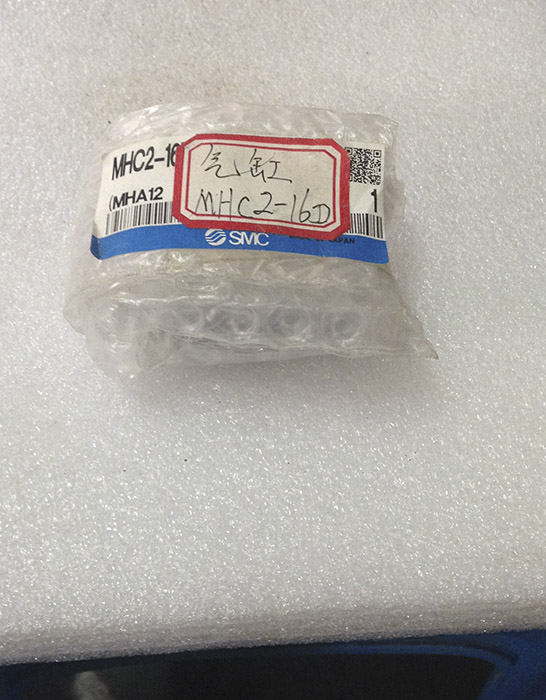 MHC2-16
(MHA12
气缸
MHC2-16D
1
SMC
JAPAN